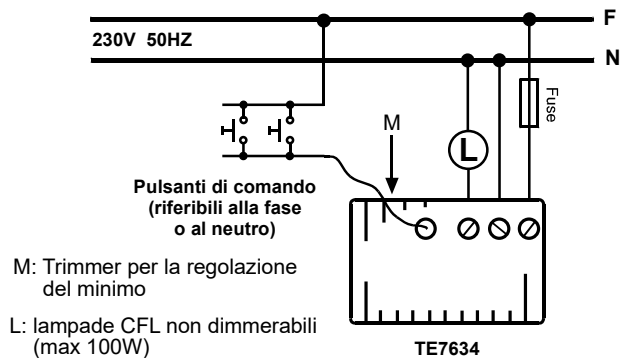 F
230V 50HZ
N
Fuse
M
L
Pulsanti di comando
(riferibili alla fase
o al neutro)
M: Trimmer per la regolazione
del minimo
L: lampade CFL non dimmerabili
(max 100W)
TE7634